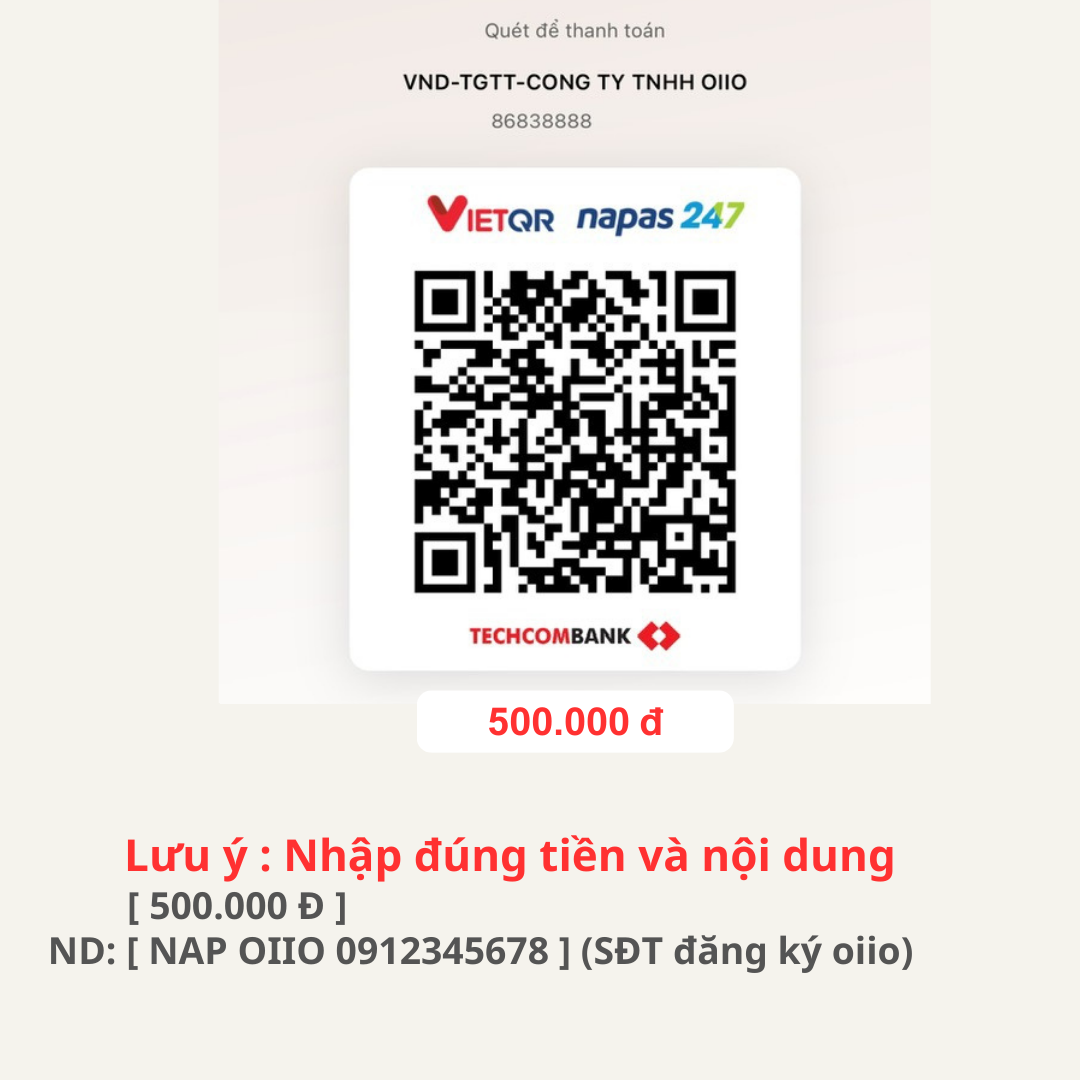 Quét để thanh toán
VND-TGTT-CONG TY TNHH OIIO
86838888
VIETQR napas 247
TECHCOMBANK
500.000 đ
Lưu ý : Nhập đúng tiền và nội dung
[ 500.000 Đ ]
ND: [ NAP OIIO 0912345678 ] (SĐT đăng ký oiio)